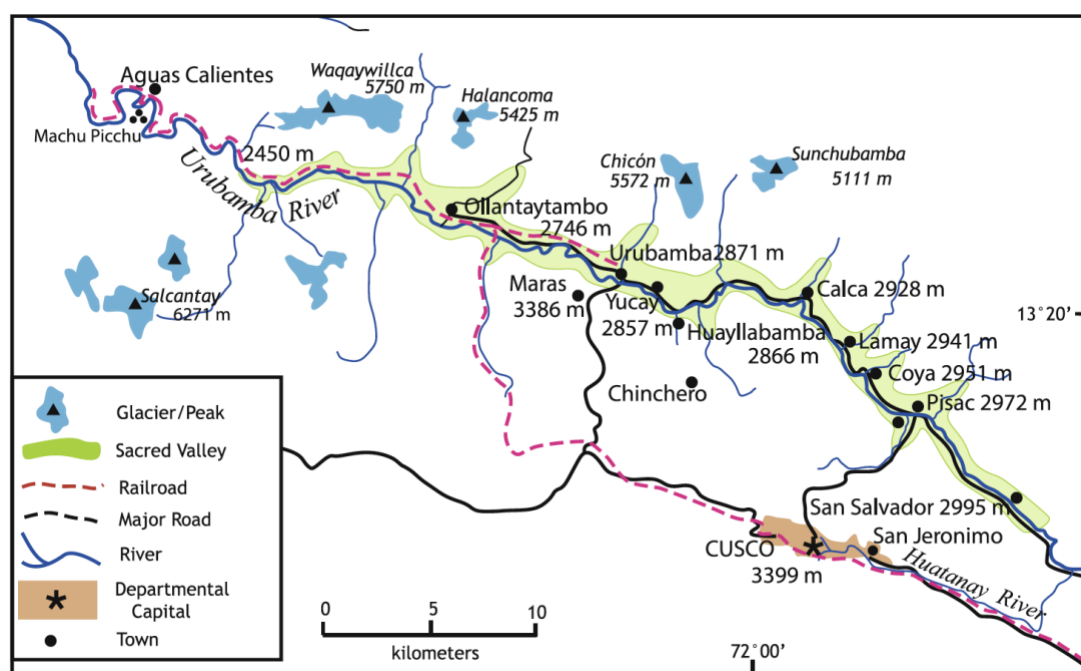 Aguas Calientes
Machu Picchu
Waqaywillca
5750 m
Halancoma
5425 m
2450 m
Urubamba River
Chicón
5572 m
Sunchubamba
5111 m
Ollantaytambo
2746 m
Urubamba 2871 m
Salcantay
6271 m
Maras
3386 m
Yucay
2857 m
Huayllabamba
2866 m
Calca 2928 m
13°20'
Lamay 2941 m
Coya 2951 m
Chinchero
Pisac 2972 m
San Salvador 2995 m
CUSCO
3399 m
San Jeronimo
Huatanay River
Glacier/Peak
Sacred Valley
Railroad
Major Road
River
Departmental
Capital
Town
0 5 10
kilometers
72°00'